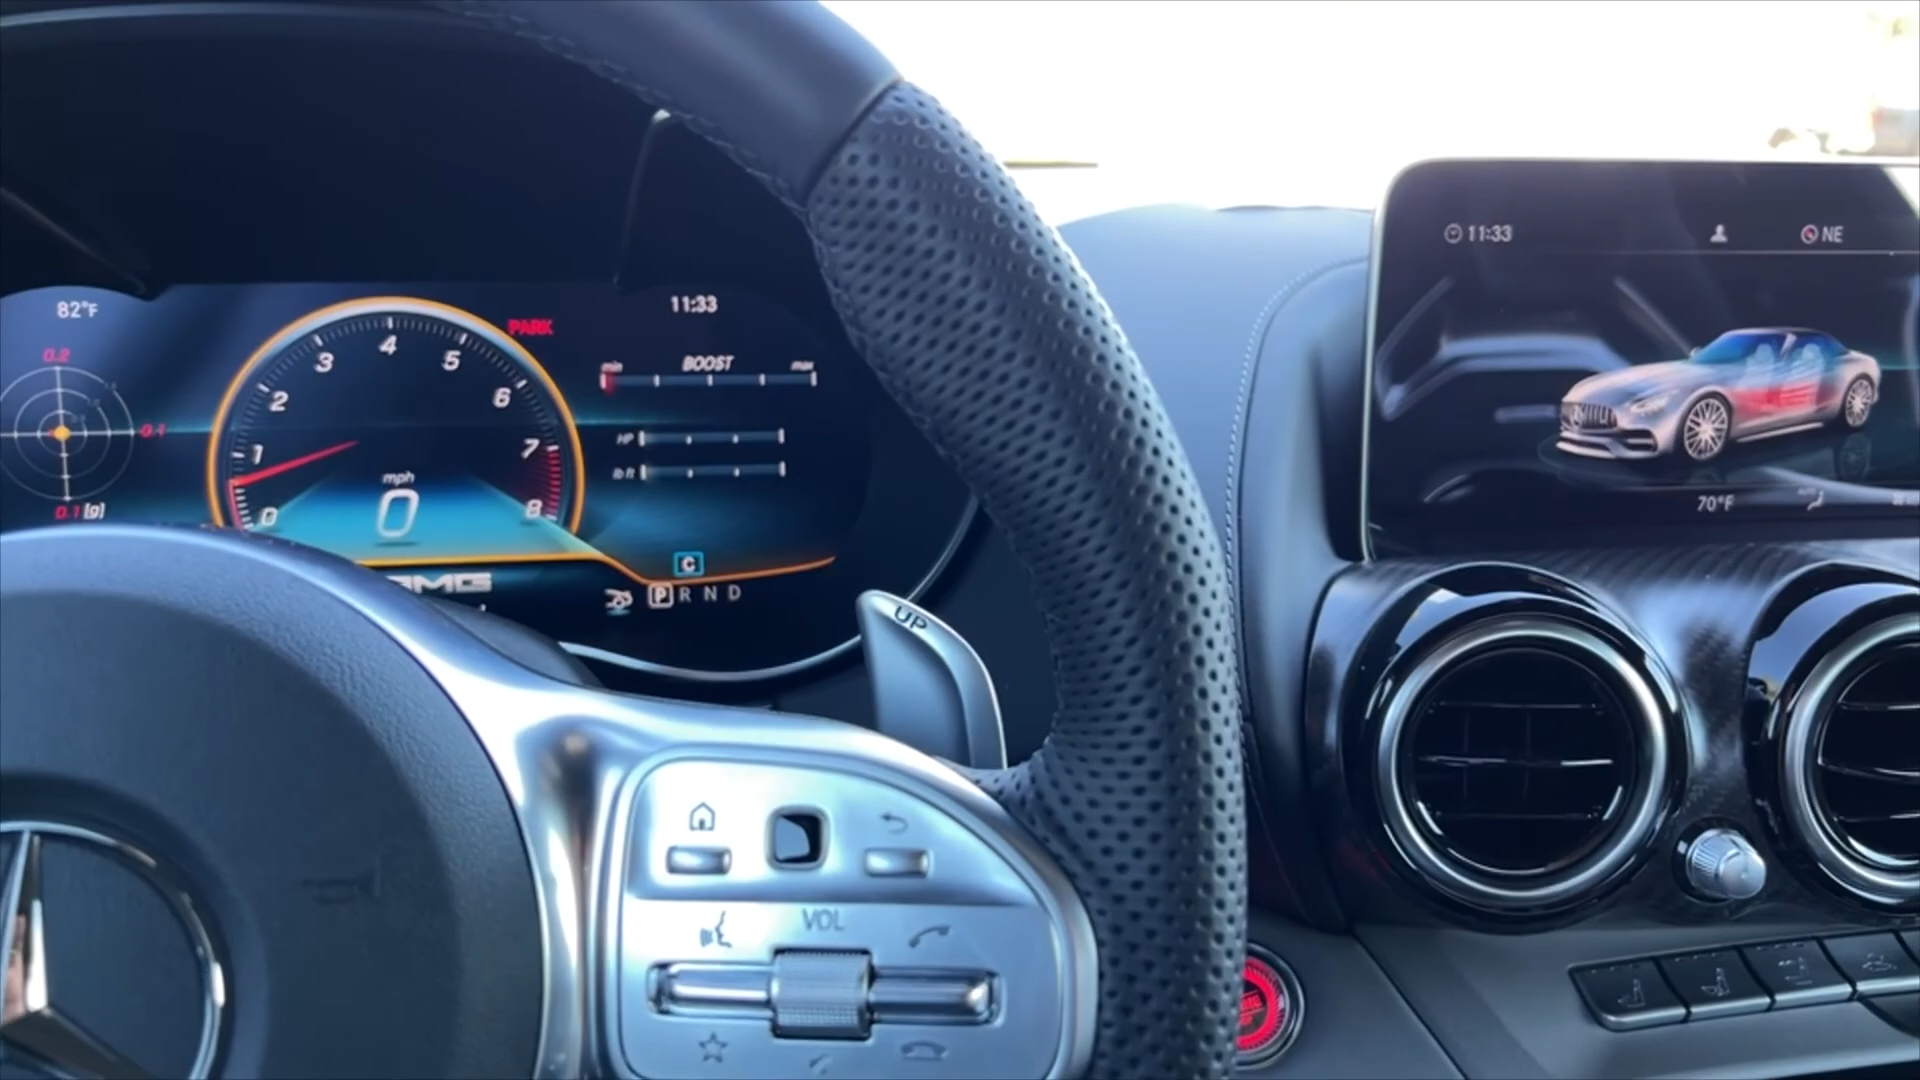 82°F
11:33
PARK
0.2
0.1
0.1 [g]
0
1
2
3
4
5
6
7
8
mph
0
min BOOST max
HP
lb ft
AMG
C
P R N D
11:33
NE
70°F
UP
VOL